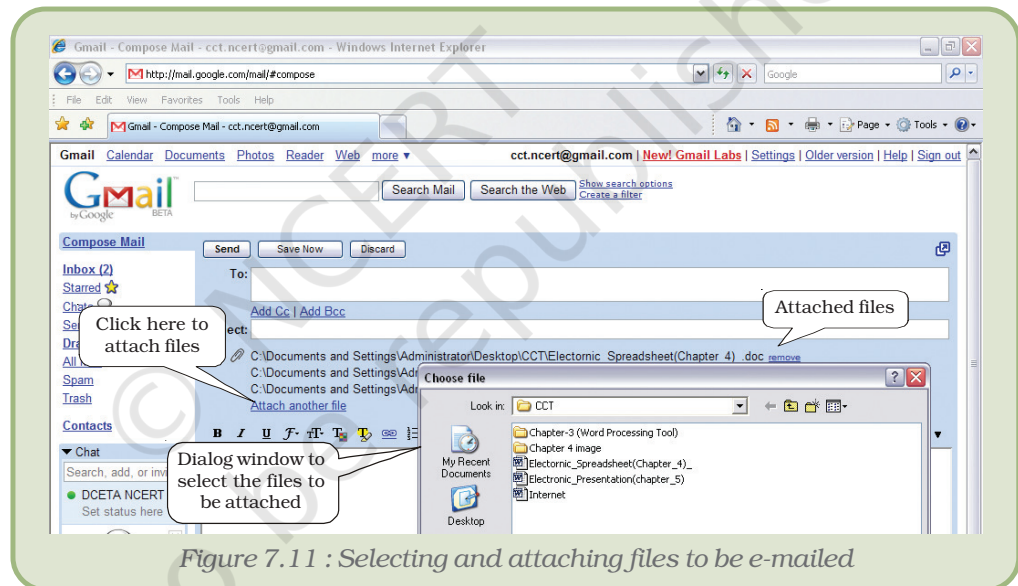 Gmail - Compose Mail - cct.ncert@gmail.com - Windows Internet Explorer
http://mail.google.com/mail/#compose
Google
File Edit View Favorites Tools Help
Gmail - Compose Mail - cct.ncert@gmail.com
Page Tools
Gmail Calendar Documents Photos Reader Web more
cct.ncert@gmail.com | New! Gmail Labs | Settings | Older version | Help | Sign out
Gmail
by Google BETA
Search Mail Search the Web Show search options
Create a filter
Compose Mail
Send Save Now Discard
Inbox (2)
To:
Starred
Add Cc | Add Bcc
Attached files
Click here to
attach files
ect:
C:\Documents and Settings\Administrator\Desktop\CCT\Electornic_Spreadsheet(Chapter_4)_.doc remove
C:\Documents and Settings\Adr
C:\Documents and Settings\Adr
Attach another file
Spam
Trash
Contacts
B I U
Choose file
Look in: CCT
Chapter-3 (Word Processing Tool)
Chapter 4 image
Electornic_Spreadsheet(Chapter_4)_
Electronic_Presentation(chapter_5)
Internet
My Recent
Documents
Desktop
Dialog window to
select the files to
be attached
Chat
Search, add, or invi
DCETA NCERT
Set status here
Figure 7.11 : Selecting and attaching files to be e-mailed
© NCERT
be republishe